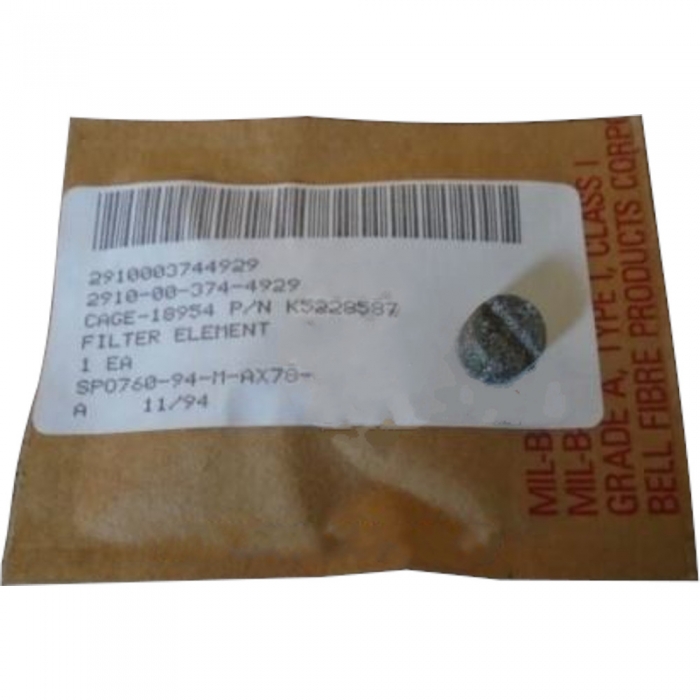 2910003744929
2910-00-374-4929
CAGE-18954 P/N K5228587
FILTER ELEMENT
1 EA
SPO760-94-M-AX78-
A 11/94
MIL-B
MIL-B
GRADE A, TYPE I, CLASS I
BELL FIBRE PRODUCTS CORP